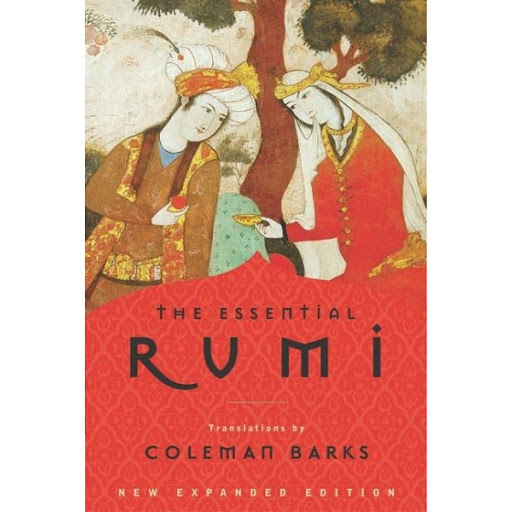 THE ESSENTIAL
RUMI
Translations by
COLEMAN BARKS
NEW EXPANDED EDITION